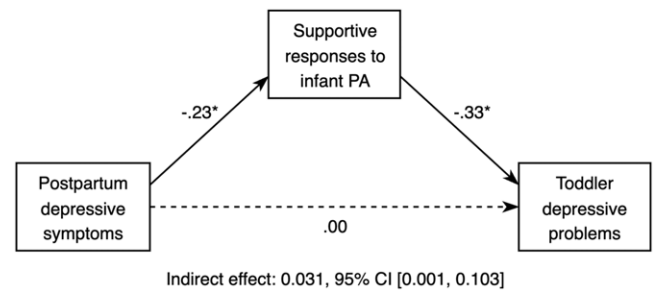 Supportive
responses to
infant PA
-.23*
-.33*
Postpartum
depressive
symptoms
Toddler
depressive
problems
.00
Indirect effect: 0.031, 95% CI [0.001, 0.103]